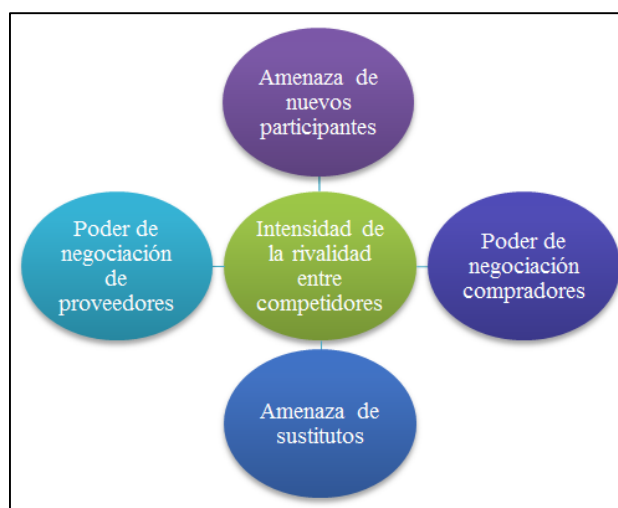 Amenaza de
nuevos
participantes
Poder de
negociación
de
proveedores
Intensidad de
la rivalidad
entre
competidores
Poder de
negociación
compradores
Amenaza de
sustitutos